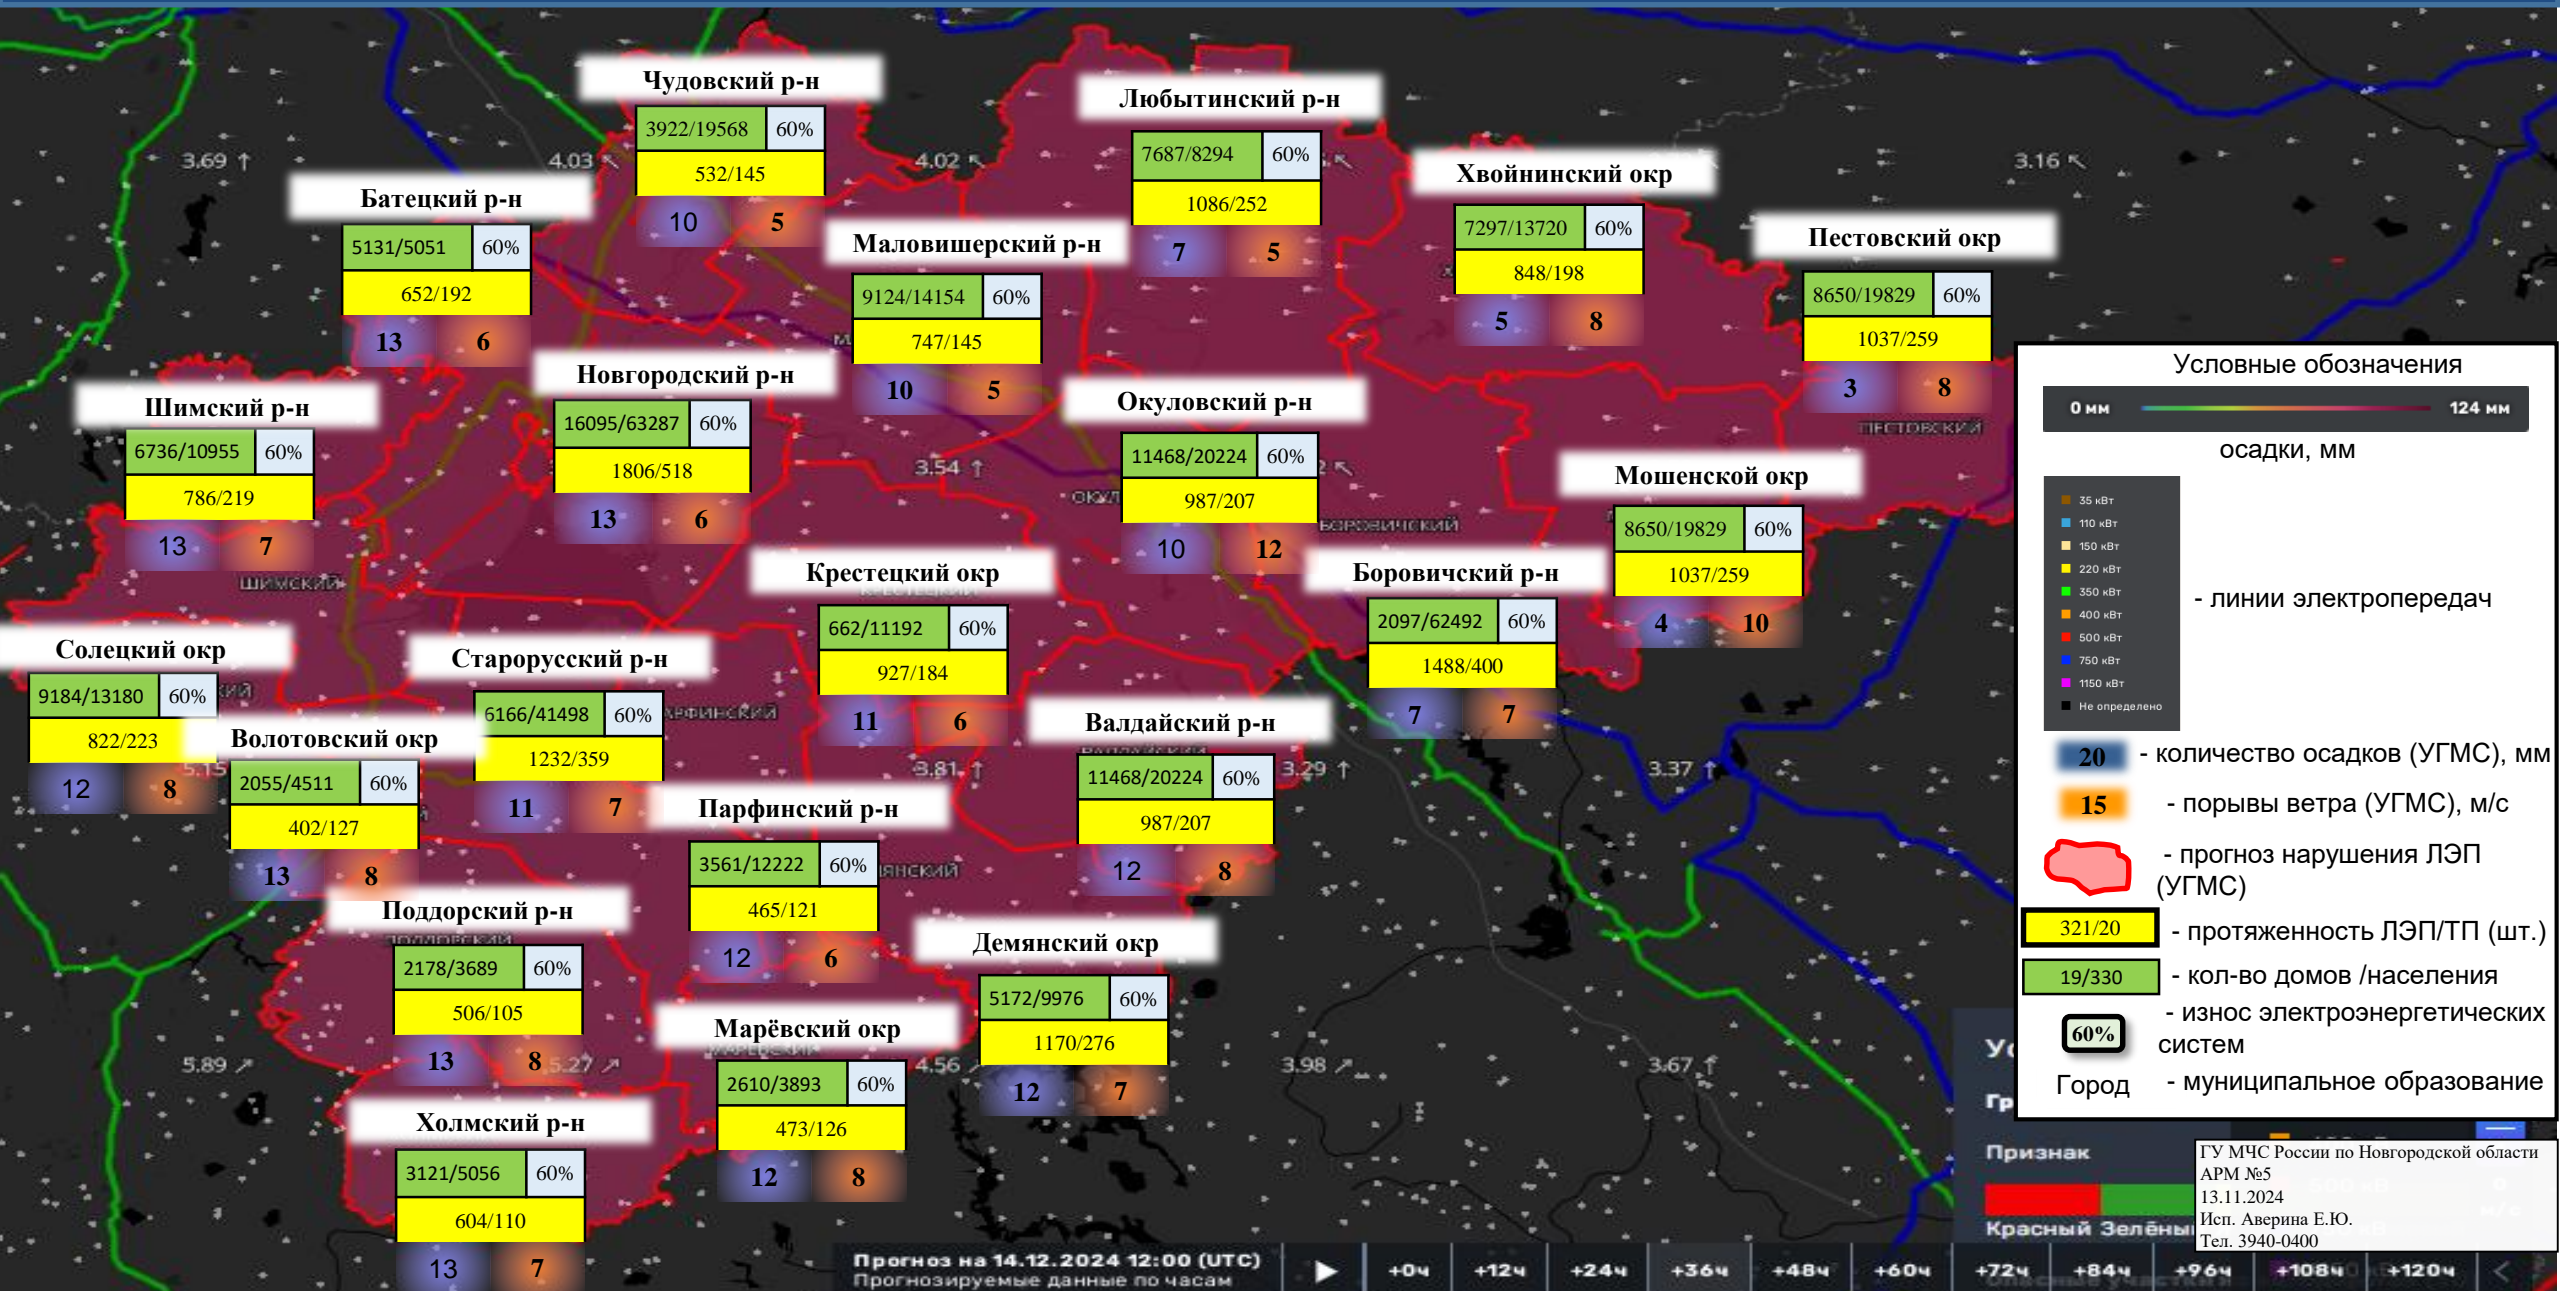 Чудовский р-н
3922/19568 60%
532/145
10 5
Любытинский р-н
7687/8294 60%
1086/252
7 5
Хвойнинский окр
7297/13720 60%
848/198
5 8
Пестовский окр
8650/19829 60%
1037/259
3 8
ПЕСТОВСКИЙ
3.69
4.03
4.02
3.16
Батецкий р-н
5131/5051 60%
652/192
13 6
Маловишерский р-н
9124/14154 60%
747/145
10 5
Шимский р-н
6736/10955 60%
786/219
13 7
ШИМСКИЙ
Новгородский р-н
16095/63287 60%
1806/518
13 6
3.54
Окуловский р-н
11468/20224 60%
987/207
10 12
БОРОВИЧСКИЙ
Мошенской окр
8650/19829 60%
1037/259
4 10
Крестецкий окр
662/11192 60%
927/184
11 6
Боровичский р-н
2097/62492 60%
1488/400
7 7
Солецкий окр
9184/13180 60%
822/223
12 8
5.15
Старорусский р-н
6166/41498 60%
1232/359
11 7
Волотовский окр
2055/4511 60%
402/127
13 8
3.81
Валдайский р-н
11468/20224 60%
987/207
12 8
3.29
3.37
Парфинский р-н
3561/12222 60%
465/121
12 6
Поддорский р-н
2178/3689 60%
506/105
13 8
Демянский окр
5172/9976 60%
1170/276
12 7
Марёвский окр
2610/3893 60%
473/126
12 8
5.89
5.27
4.56
3.98
3.67
Холмский р-н
3121/5056 60%
604/110
13 7
Условные обозначения
0 мм 124 мм
осадки, мм
35 кВт
110 кВт
150 кВт
220 кВт
350 кВт
400 кВт
500 кВт
750 кВт
1150 кВт
Не определено
- линии электропередач
20 - количество осадков (УГМС), мм
15 - порывы ветра (УГМС), м/с
- прогноз нарушения ЛЭП
(УГМС)
321/20 - протяженность ЛЭП/ТП (шт.)
19/330 - кол-во домов /населения
60% - износ электроэнергетических
систем
Город - муниципальное образование
Признак
Красный Зелёны
ГУ МЧС России по Новгородской области
АРМ №5
13.11.2024
Исп. Аверина Е.Ю.
Тел. 3940-0400
Прогноз на 14.12.2024 12:00 (UTC)
Прогнозируемые данные по часам
+0ч +12ч +24ч +36ч +48ч +60ч +72ч +84ч +96ч +108ч +120ч